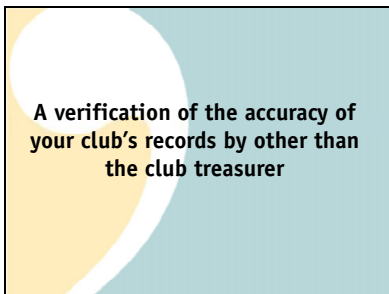 A verification of the accuracy of
your club's records by other than
the club treasurer